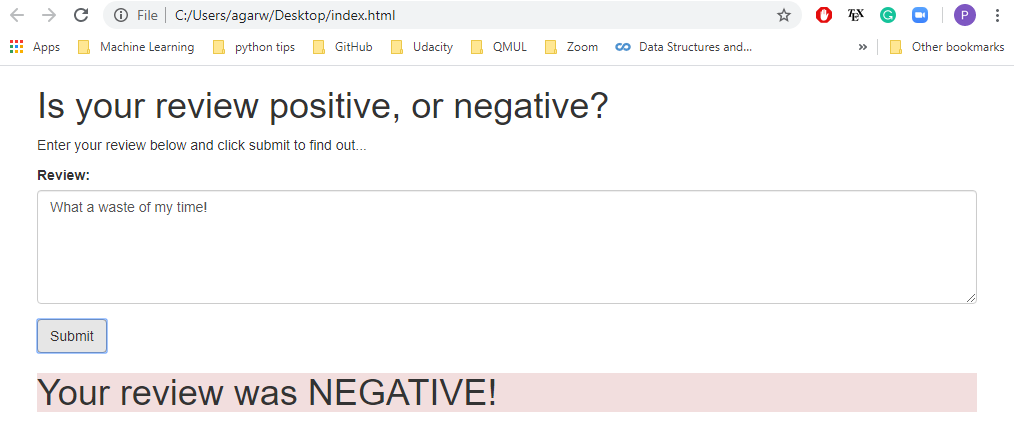 File C:/Users/agarw/Desktop/index.html P
Apps Machine Learning python tips GitHub Udacity QMUL Zoom Data Structures and... » Other bookmarks
Is your review positive, or negative?
Enter your review below and click submit to find out...
Review:
What a waste of my time!
Submit
Your review was NEGATIVE!